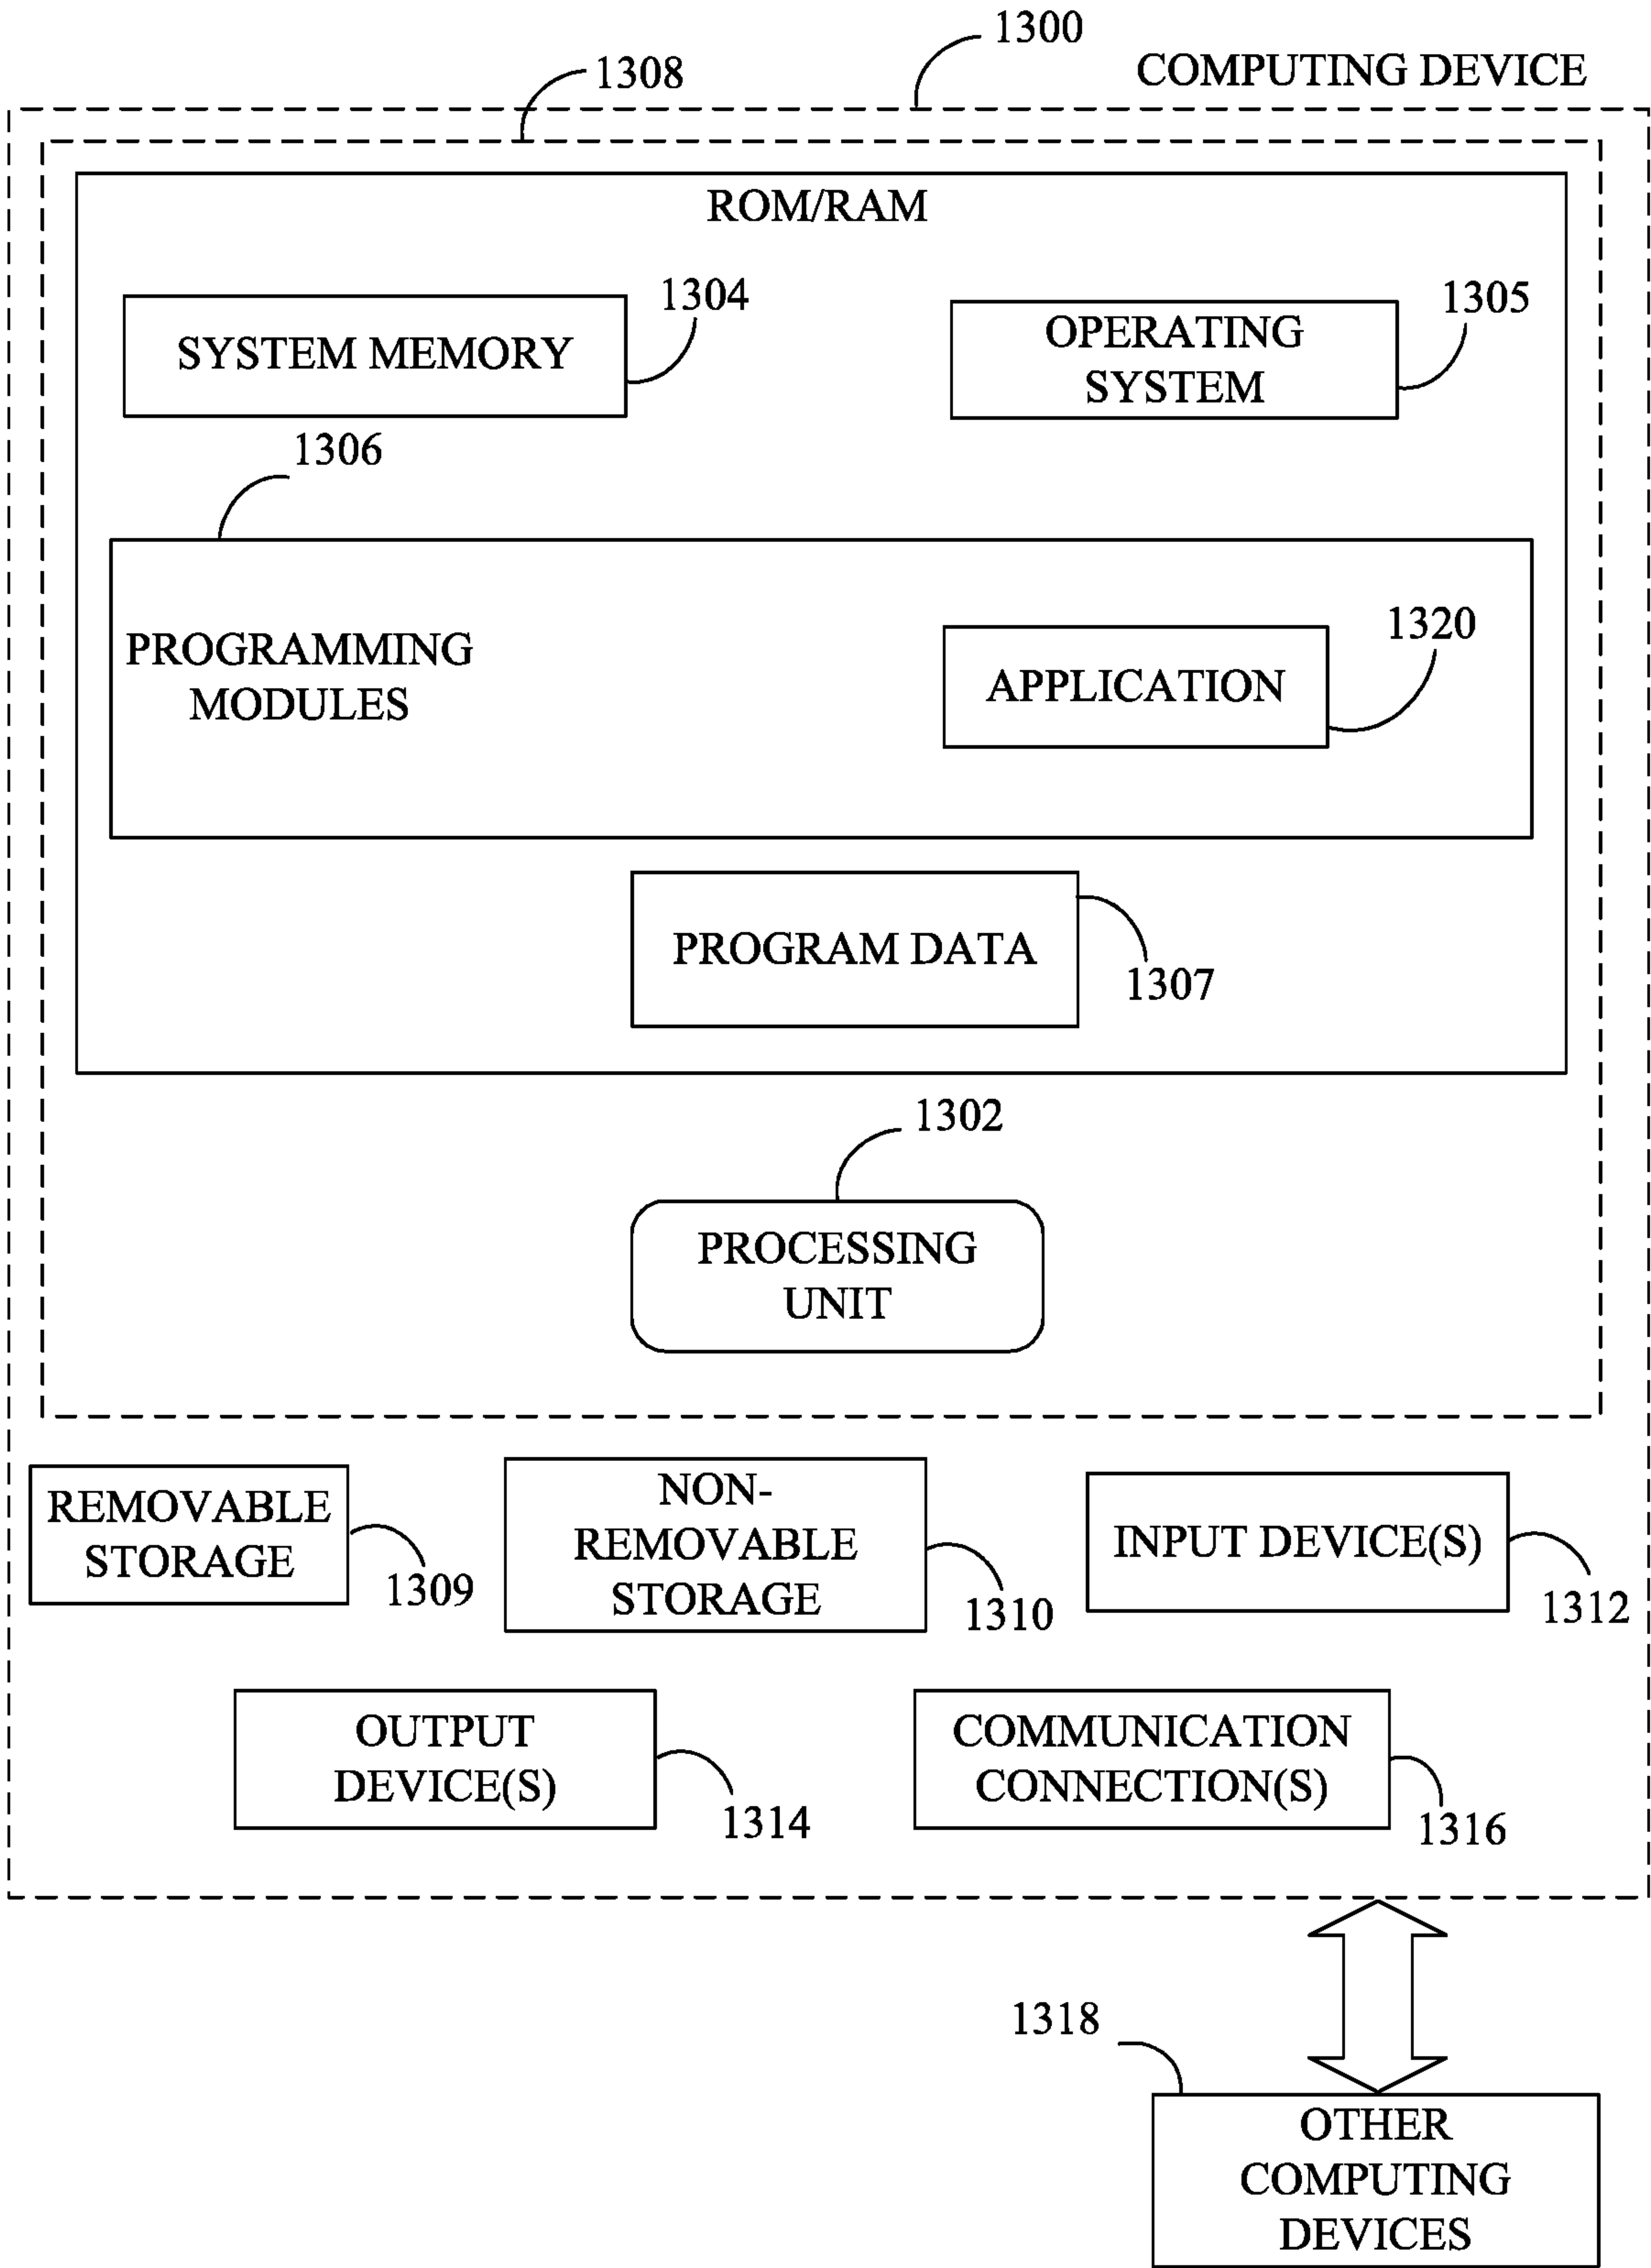 1300
COMPUTING DEVICE
1308
ROM/RAM
1304
SYSTEM MEMORY
1305
OPERATING
SYSTEM
1306
PROGRAMMING
MODULES
1320
APPLICATION
PROGRAM DATA
1307
1302
PROCESSING
UNIT
REMOVABLE
STORAGE
1309
NON-
REMOVABLE
STORAGE
1310
INPUT DEVICE(S)
1312
OUTPUT
DEVICE(S)
1314
COMMUNICATION
CONNECTION(S)
1316
1318
OTHER
COMPUTING
DEVICES